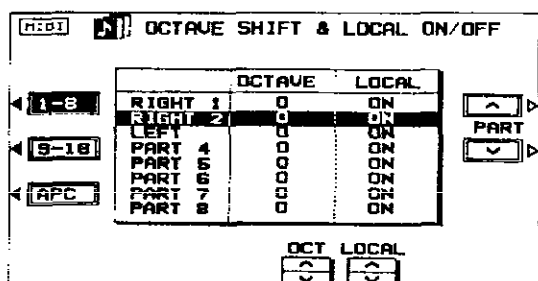 MIDI OCTAVE SHIFT & LOCAL ON/OFF
OCTAVE LOCAL
1-8
RIGHT 1 0 ON
RIGHT 2 0 ON
LEFT 0 ON
PART
9-16
PART 4 0 ON
PART 5 0 ON
PART 6 0 ON
APC
PART 7 0 ON
PART 8 0 ON
OCT LOCAL